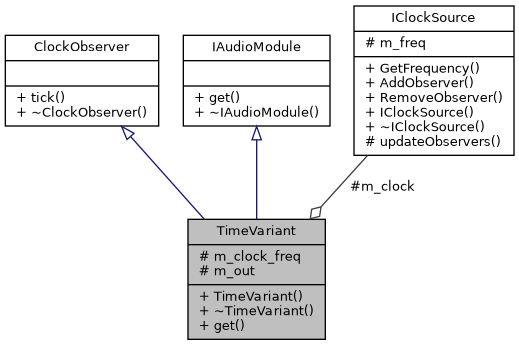 ClockObserver
+ tick()
+ ~ClockObserver()
IAudioModule
+ get()
+ ~IAudioModule()
IClockSource
# m_freq
+ GetFrequency()
+ AddObserver()
+ RemoveObserver()
+ IClockSource()
+ ~IClockSource()
# updateObservers()
#m_clock
TimeVariant
# m_clock_freq
# m_out
+ TimeVariant()
+ ~TimeVariant()
+ get()